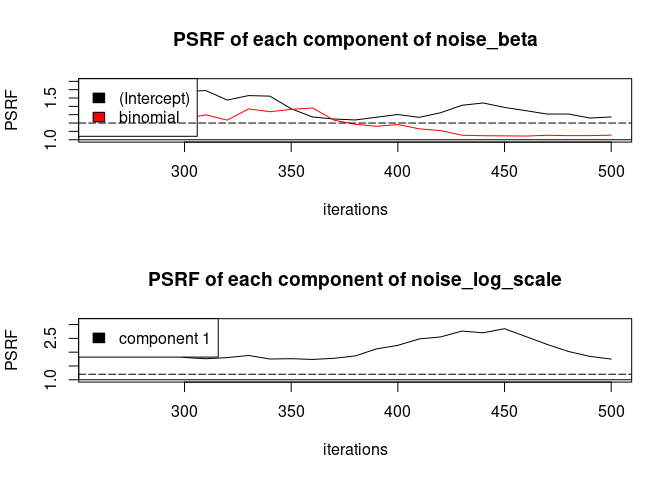 PSRF of each component of noise_beta
PSRF
1.0 1.5
(Intercept)
binomial
300 350 400 450 500
iterations
PSRF of each component of noise_log_scale
PSRF
1.0 2.5
component 1
300 350 400 450 500
iterations